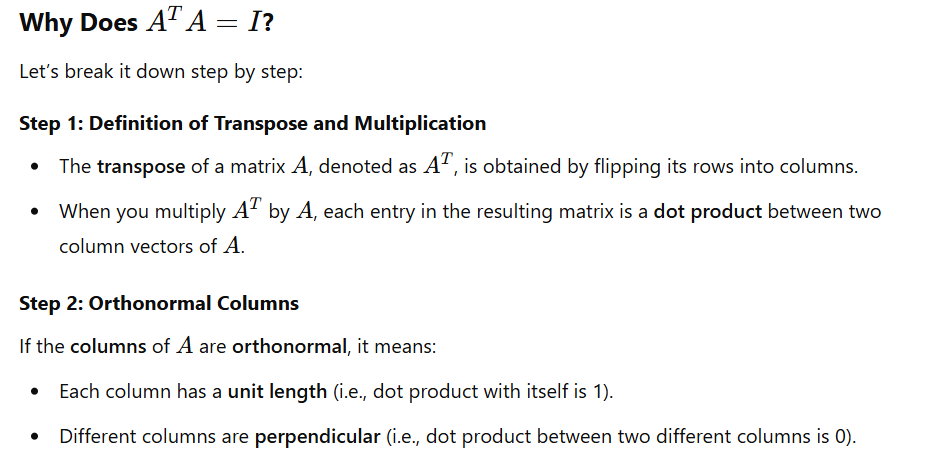 Why Does AᵀA = I?
Let's break it down step by step:
Step 1: Definition of Transpose and Multiplication
• The transpose of a matrix A, denoted as Aᵀ, is obtained by flipping its rows into columns.
• When you multiply Aᵀ by A, each entry in the resulting matrix is a dot product between two
column vectors of A.
Step 2: Orthonormal Columns
If the columns of A are orthonormal, it means:
• Each column has a unit length (i.e., dot product with itself is 1).
• Different columns are perpendicular (i.e., dot product between two different columns is 0).